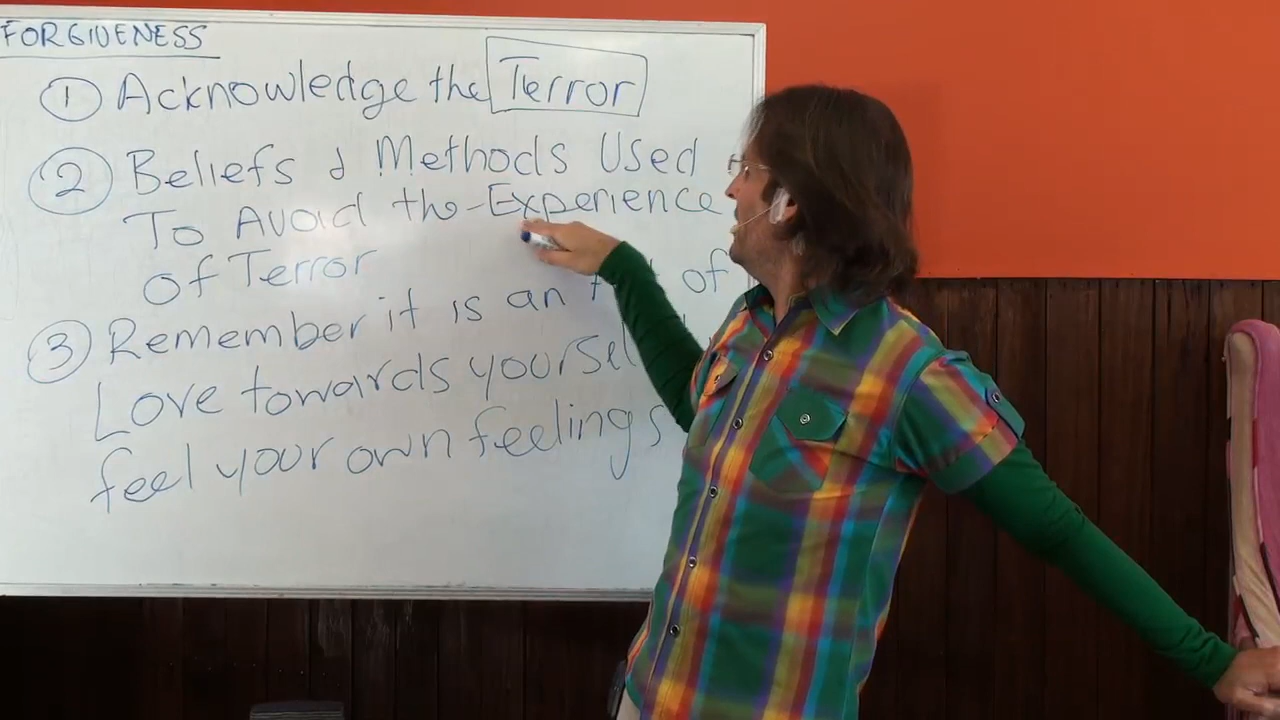 FORGIVENESS
1 Acknowledge the Terror
2 Beliefs & Methods Used
To Avoid the Experience
of Terror
3 Remember it is an of
Love towards
feel your own feelings